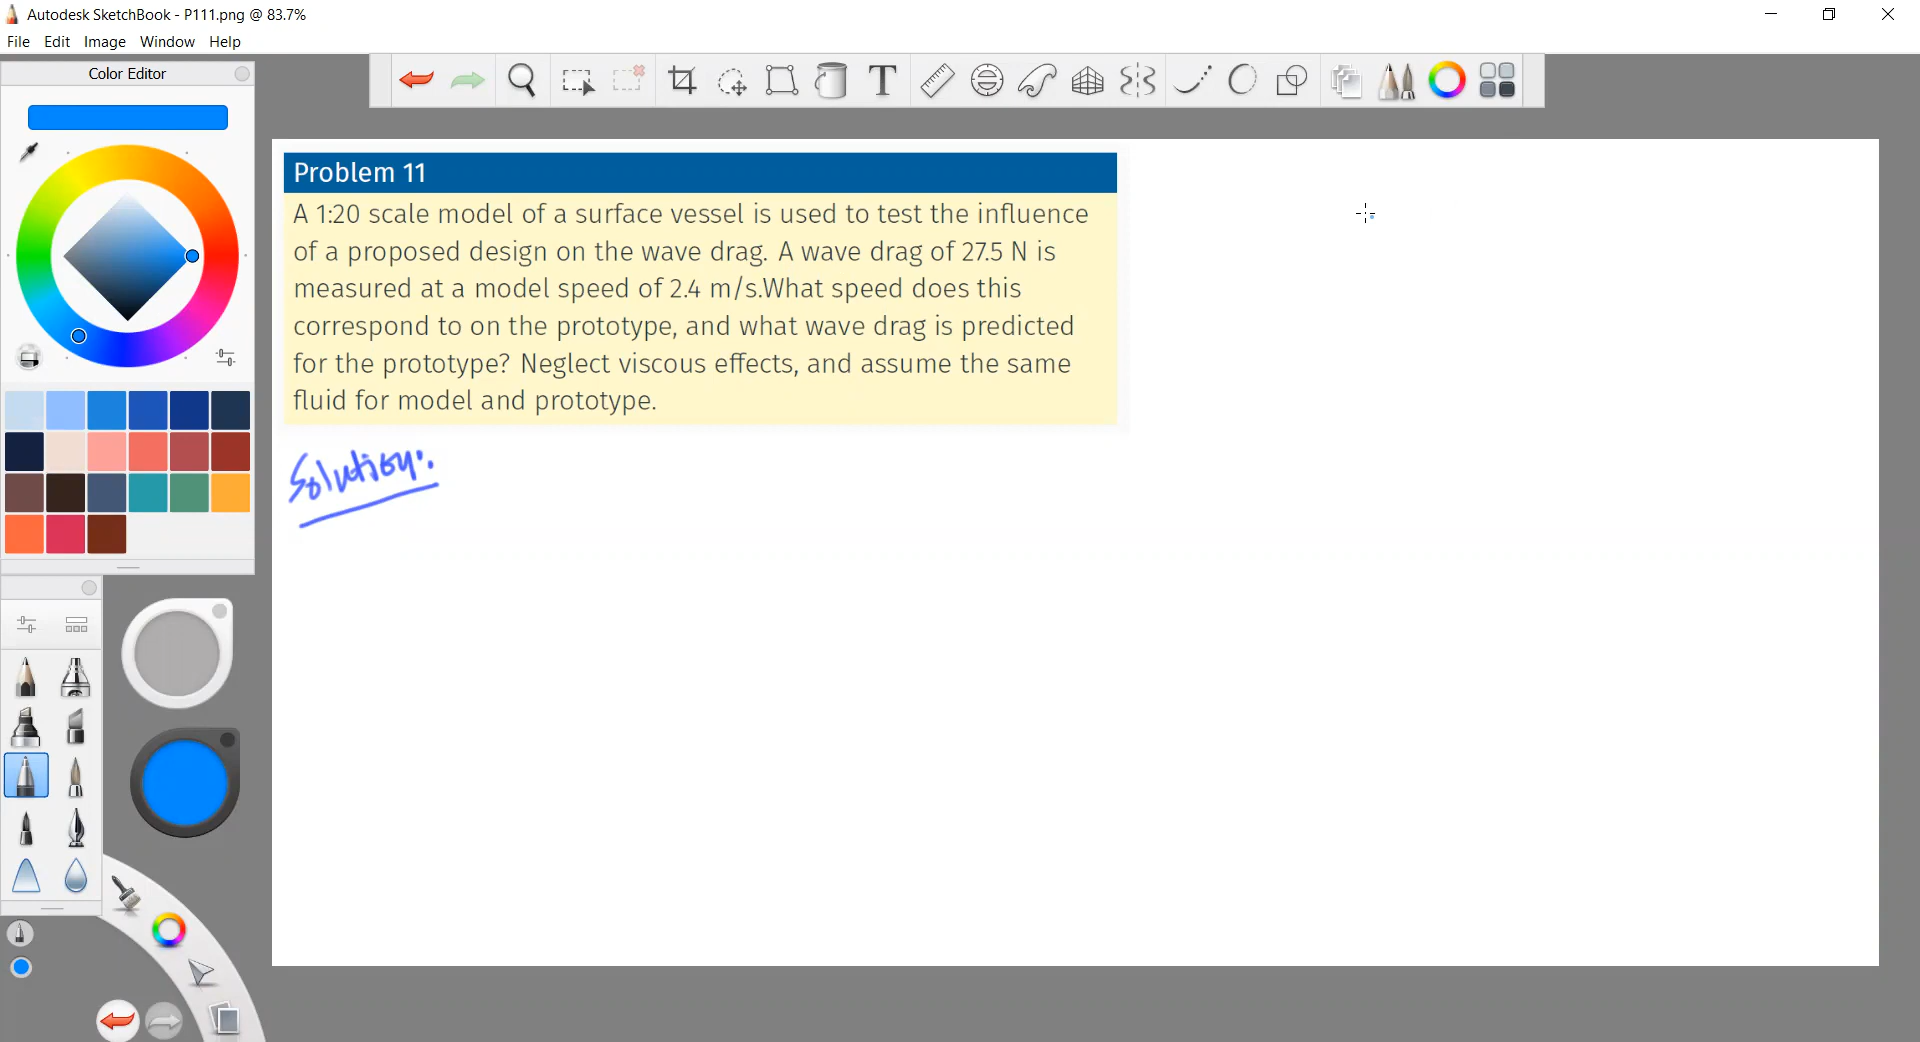 Autodesk SketchBook - P111.png @ 83.7%
File Edit Image Window Help
Color Editor
T
Problem 11
A 1:20 scale model of a surface vessel is used to test the influence
of a proposed design on the wave drag. A wave drag of 27.5 N is
measured at a model speed of 2.4 m/s.What speed does this
correspond to on the prototype, and what wave drag is predicted
for the prototype? Neglect viscous effects, and assume the same
fluid for model and prototype.
Solution:.